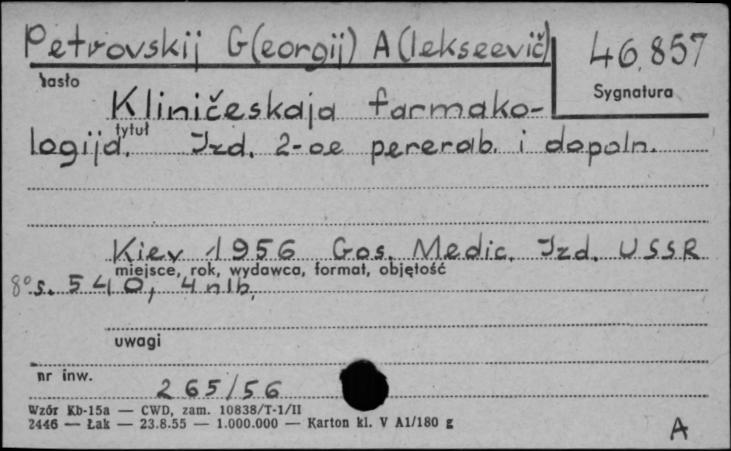 Petrovskij G(eorgij) A(lekseevič)
46,857
hasło
Sygnatura
Kliničeskaja farmako-
tytuł
logija. Izd. 2-oe pererab. i dopoln.
Kiev 1956 Gos. Medic. Izd. USSR
miejsce, rok, wydawca, format, objętość
8° s. 540, 4 nlb.
uwagi
nr inw.
265/56
Wzór Kb-15a — CWD, zam. 10838/T-1/II
2446 — Łak — 23.8.55 — 1.000.000 — Karton kl. V A1/180 g
A